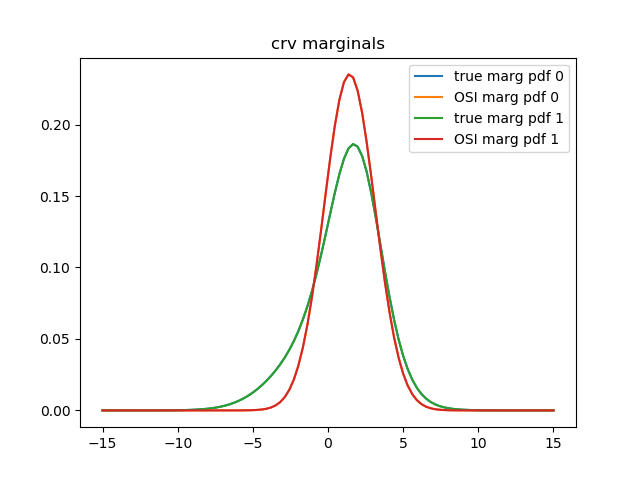 crv marginals
true marg pdf 0
OSI marg pdf 0
true marg pdf 1
OSI marg pdf 1
0.20
0.15
0.10
0.05
0.00
−15
−10
−5
0
5
10
15